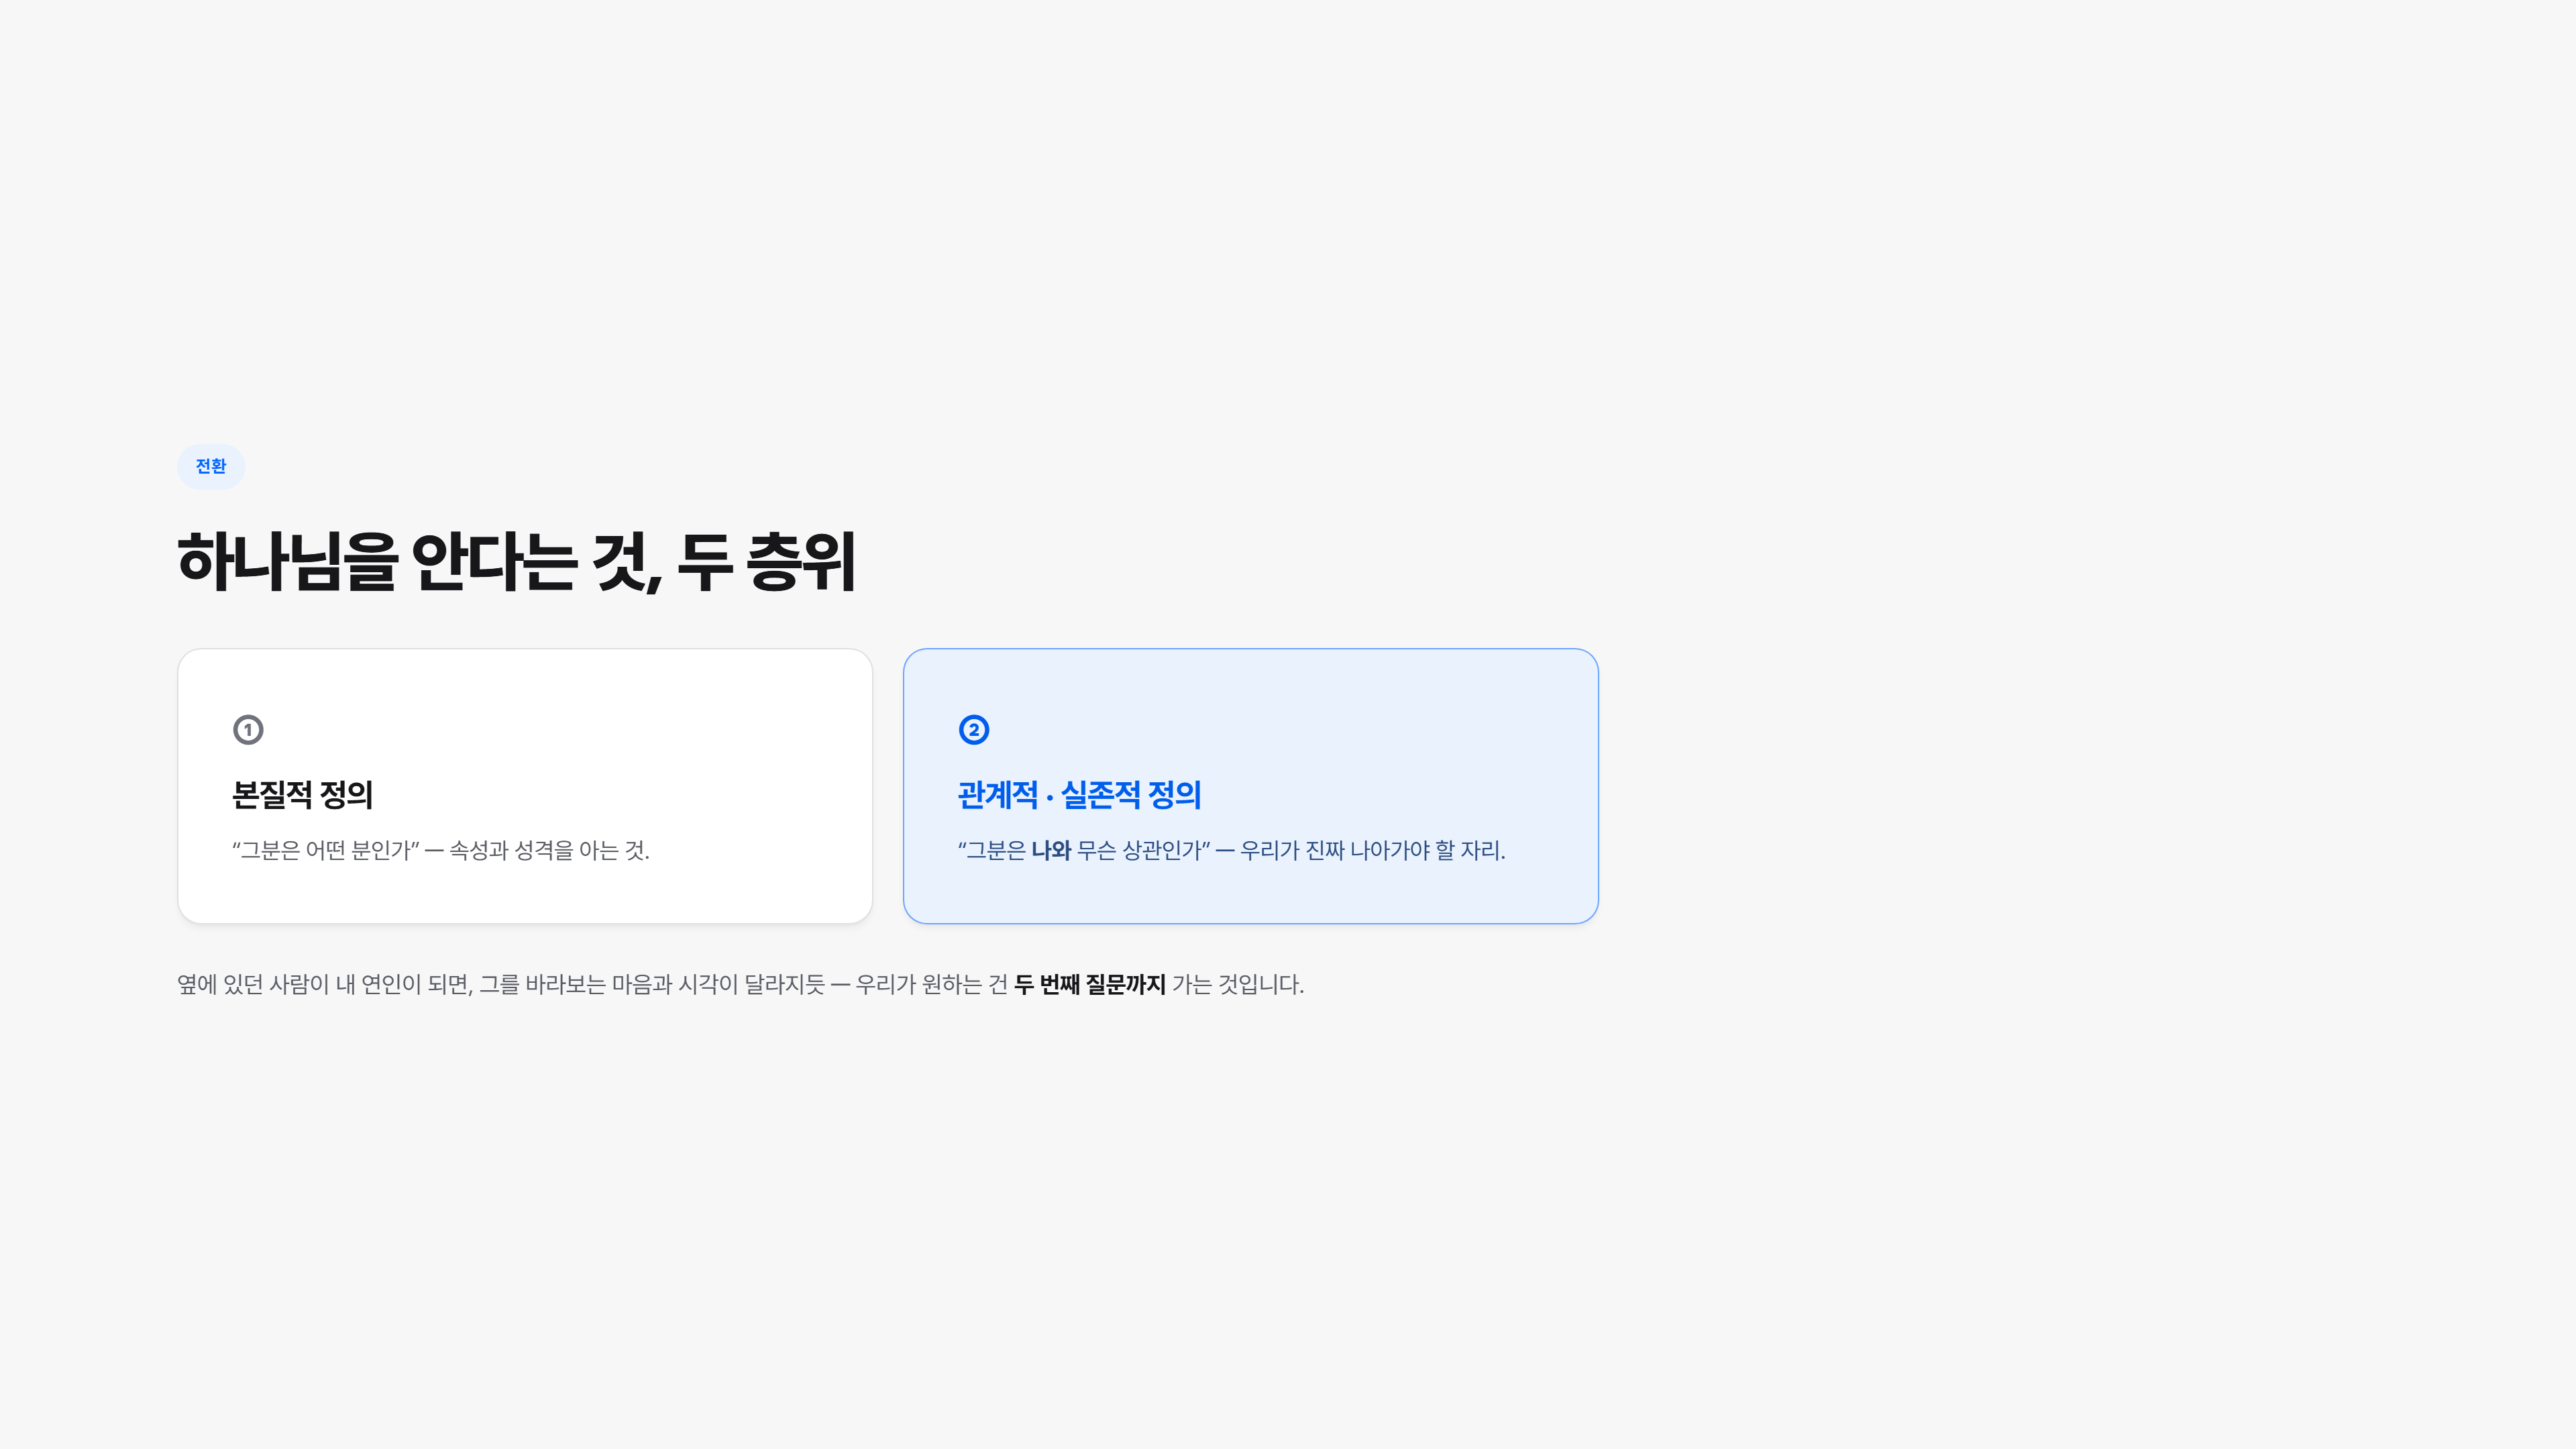 전환
하나님을 안다는 것, 두 층위
①
본질적 정의
“그분은 어떤 분인가” — 속성과 성격을 아는 것.
②
관계적 · 실존적 정의
“그분은 나와 무슨 상관인가” — 우리가 진짜 나아가야 할 자리.
옆에 있던 사람이 내 연인이 되면, 그를 바라보는 마음과 시각이 달라지듯 — 우리가 원하는 건 두 번째 질문까지 가는 것입니다.